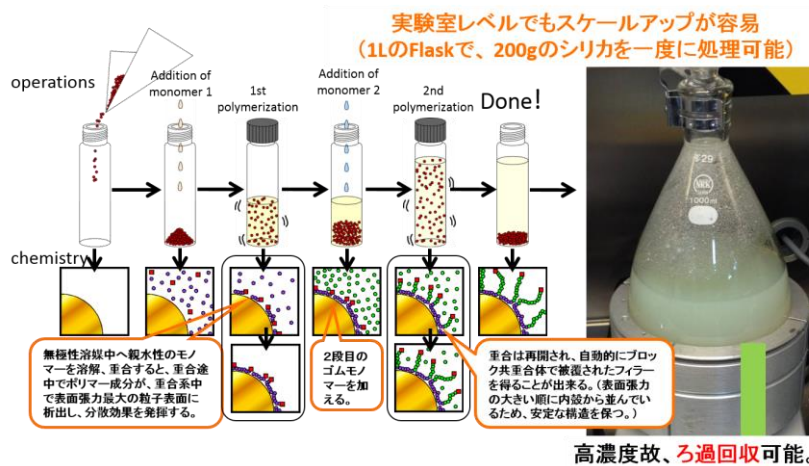 実験室レベルでもスケールアップが容易
（1LのFlaskで、200gのシリカを一度に処理可能）
operations
Addition of
monomer 1
1st
polymerization
Addition of
monomer 2
2nd
polymerization
Done!
chemistry
無極性溶媒中へ親水性のモノ
マーを溶解、重合すると、重合途
中でポリマー成分が、重合系中
で表面張力最大の粒子表面に
析出し、分散効果を発揮する。
2段目の
ゴムモノ
マーを加
える。
重合は再開され、自動的にブロッ
ク共重合体で被覆されたフィラー
を得ることが出来る。（表面張力
の大きい順に内殻から並んでい
るため、安定な構造を保つ。）
29
1000
高濃度故、ろ過回収可能。